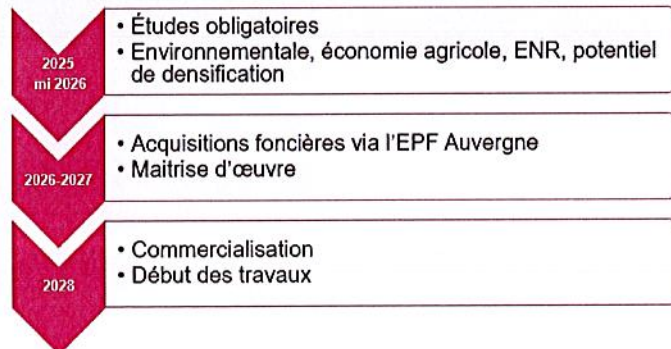 2025
mi 2026
• Études obligatoires
• Environnementale, économie agricole, ENR, potentiel
de densification
2026-2027
• Acquisitions foncières via l'EPF Auvergne
• Maitrise d'œuvre
2028
• Commercialisation
• Début des travaux